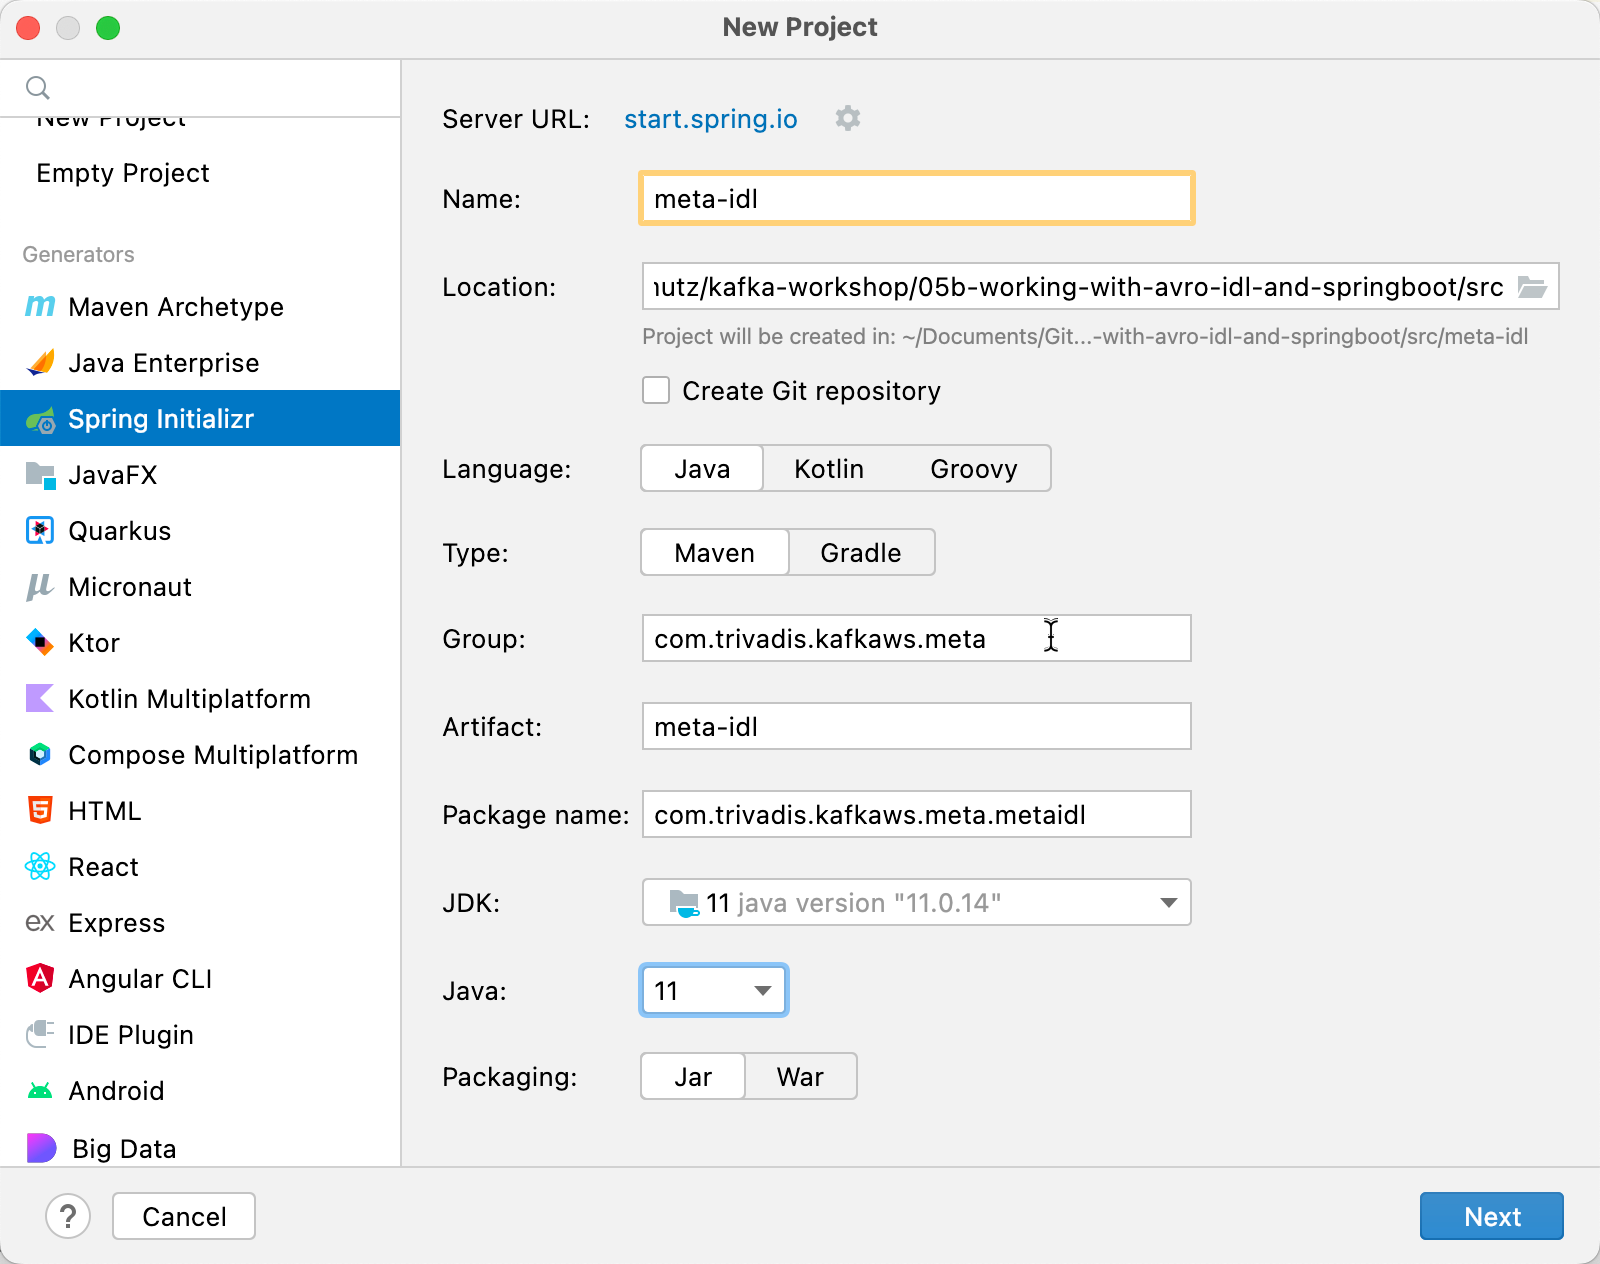 New Project
New Project
Empty Project
Generators
Maven Archetype
Java Enterprise
Spring Initializr
JavaFX
Quarkus
Micronaut
Ktor
Kotlin Multiplatform
Compose Multiplatform
HTML
React
ex Express
Angular CLI
IDE Plugin
Android
Big Data
Server URL: start.spring.io
Name: meta-idl
Location: nutz/kafka-workshop/05b-working-with-avro-idl-and-springboot/src
Project will be created in: ~/Documents/Git...-with-avro-idl-and-springboot/src/meta-idl
Create Git repository
Language: Java Kotlin Groovy
Type: Maven Gradle
Group: com.trivadis.kafkaws.meta
Artifact: meta-idl
Package name: com.trivadis.kafkaws.meta.metaidl
JDK: 11 java version "11.0.14"
Java: 11
Packaging: Jar War
? Cancel Next